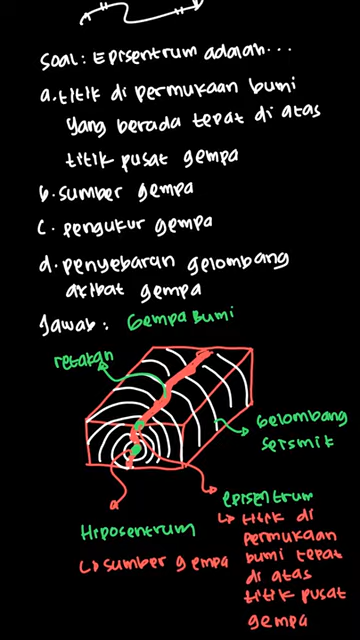 Soal: Episentrum adalah...
a. titik di permukaan bumi
yang berada tepat di atas
titik pusat gempa
b. sumber gempa
c. pengukur gempa
d. penyebaran gelombang
akibat gempa
Jawab: Gempa Bumi
retakan
Gelombang
seismik
Episentrum
↳ titik di
permukaan
bumi tepat
di atas
titik pusat
gempa
Hiposentrum
↳ sumber gempa